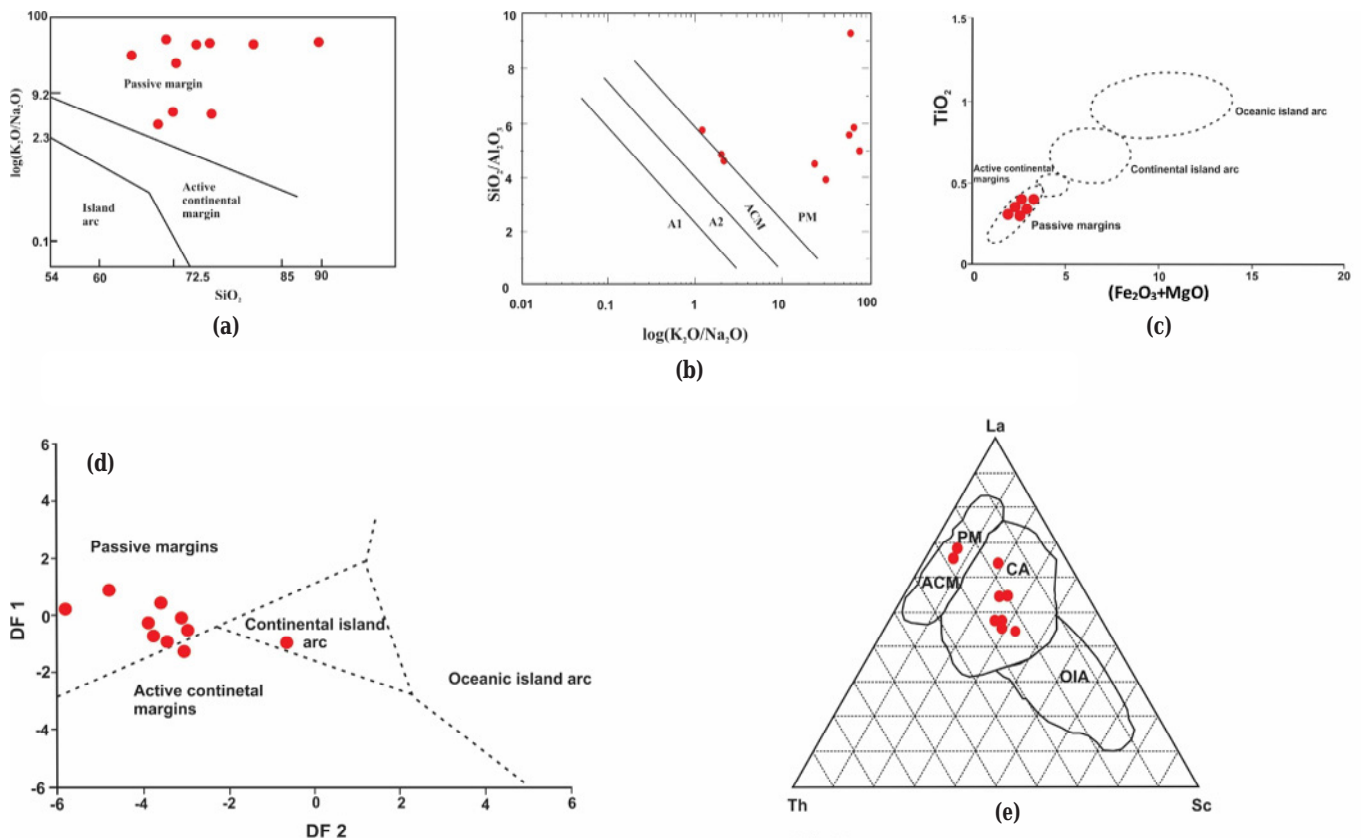 100
9.2
2.3
0.1
log(K₂O/Na₂O)
Passive margin
Island
arc
Active
continental
margin
54
60
72.5
85
90
SiO₂
(a)
SiO₂/Al₂O₃
8
6
4
2
0
A1
A2
ACM
PM
0.01
0.1
1
10
100
log(K₂O/Na₂O)
(b)
TiO₂
1.5
1
0.5
0
Oceanic island arc
Continental island arc
Active continental
margins
Passive margins
0
5
10
15
20
(Fe₂O₃+MgO)
(c)
(d)
DF 1
6
4
2
0
-2
-4
-6
Passive margins
Continental island
arc
Oceanic island arc
Active continetal
margins
-6
-4
-2
0
2
4
6
DF 2
La
PM
CA
ACM
OIA
Th
Sc
(e)